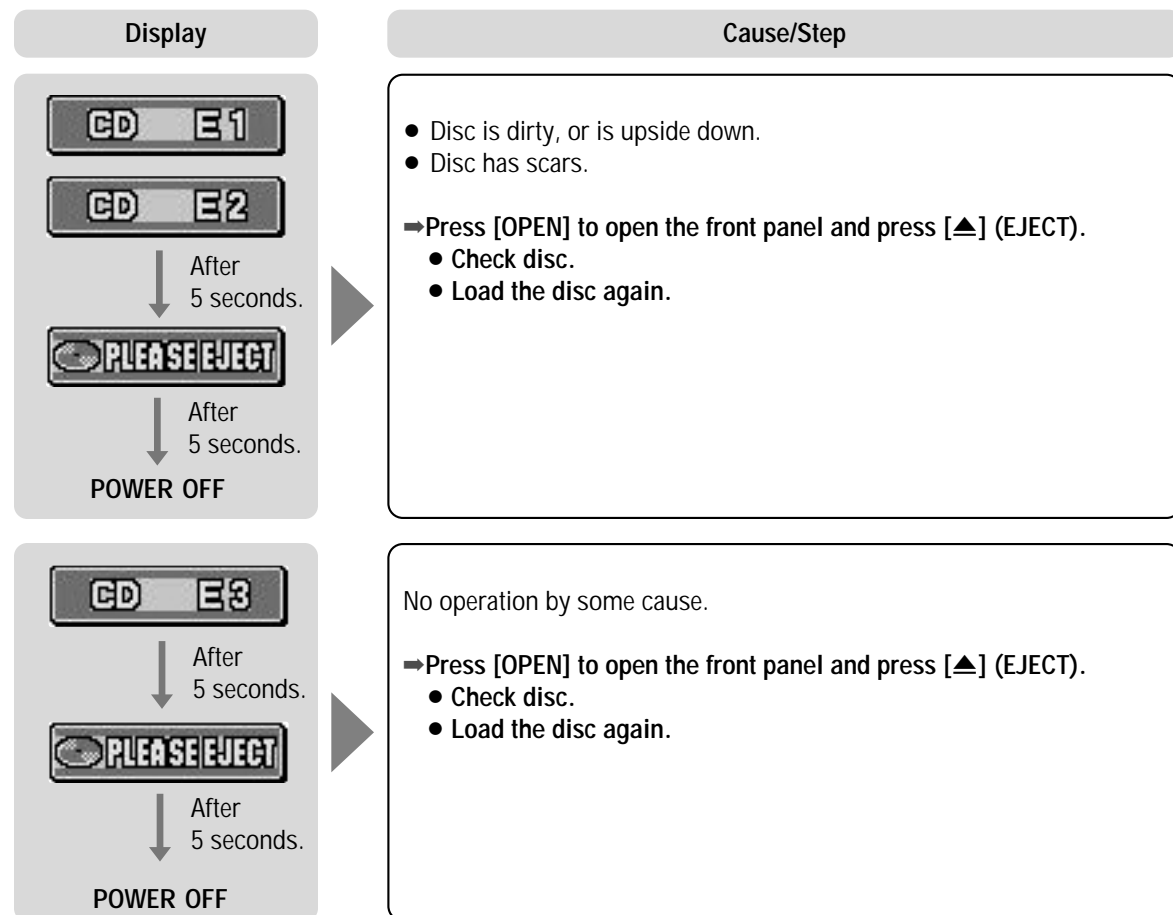 Display
Cause/Step
CD E1
CD E2
After
5 seconds.
PLEASE EJECT
After
5 seconds.
POWER OFF
● Disc is dirty, or is upside down.
● Disc has scars.
➡Press [OPEN] to open the front panel and press [⏏] (EJECT).
● Check disc.
● Load the disc again.
CD E3
After
5 seconds.
PLEASE EJECT
After
5 seconds.
POWER OFF
No operation by some cause.
➡Press [OPEN] to open the front panel and press [⏏] (EJECT).
● Check disc.
● Load the disc again.